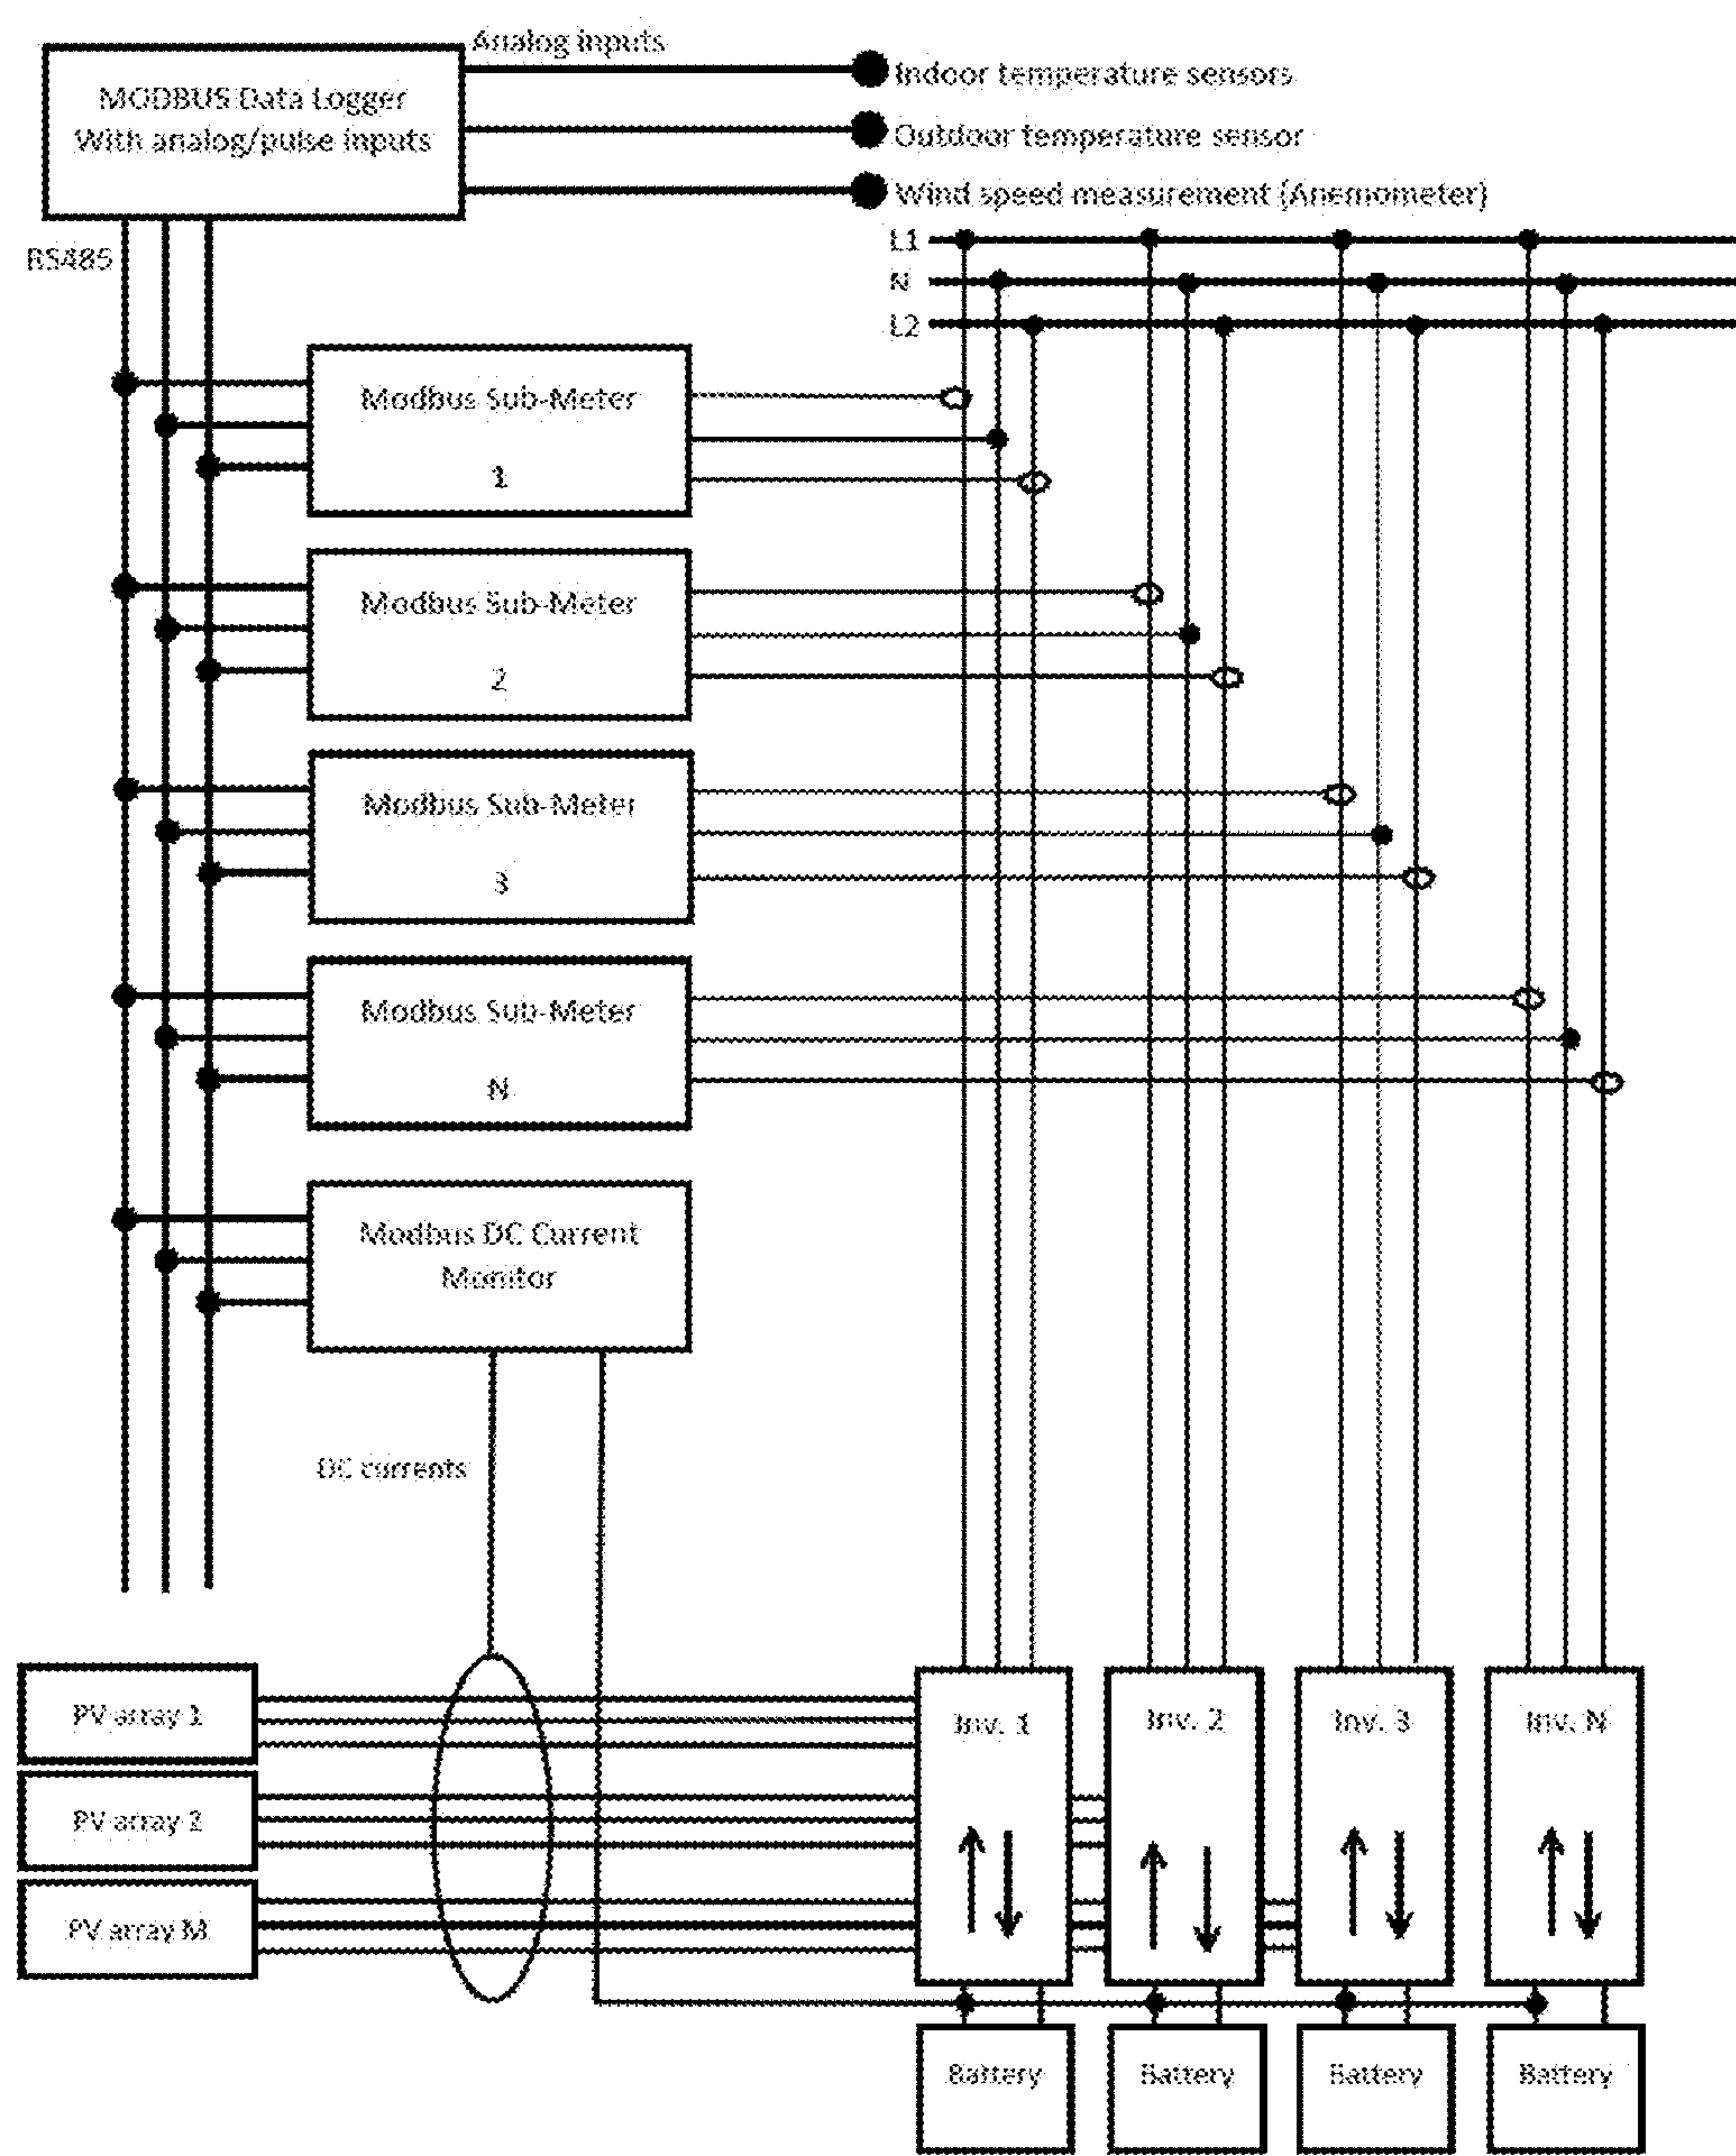 Analog inputs
MODBUS Data Logger
With analog/pulse inputs
Indoor temperature sensors
Outdoor temperature sensor
Wind speed measurement (Anemometer)
RS485
L1
N
L2
Modbus Sub-Meter
1
Modbus Sub-Meter
2
Modbus Sub-Meter
3
Modbus Sub-Meter
N
Modbus DC Current
Monitor
DC currents
PV array 1
PV array 2
PV array M
Inv. 1
Inv. 2
Inv. 3
Inv. N
Battery
Battery
Battery
Battery